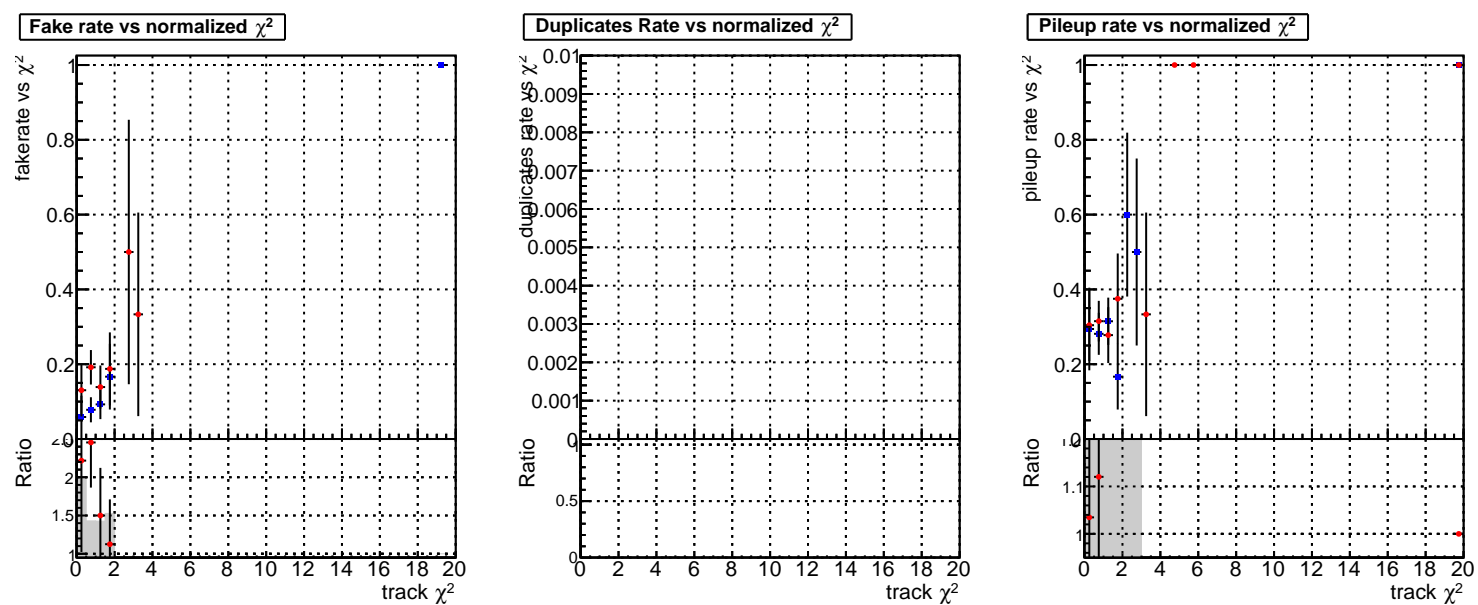 Fake rate vs normalized χ²
fakerate vs χ²
1
0.8
0.6
0.4
0.2
0
Ratio
2
1.5
1
0 2 4 6 8 10 12 14 16 18 20
track χ²
Duplicates Rate vs normalized χ²
duplicates rate vs χ²
0.01
0.009
0.008
0.007
0.006
0.005
0.004
0.003
0.002
0.001
0
Ratio
1
0.5
0
0 2 4 6 8 10 12 14 16 18 20
track χ²
Pileup rate vs normalized χ²
pileup rate vs χ²
1
0.8
0.6
0.4
0.2
0
Ratio
1.1
1
0 2 4 6 8 10 12 14 16 18 20
track χ²